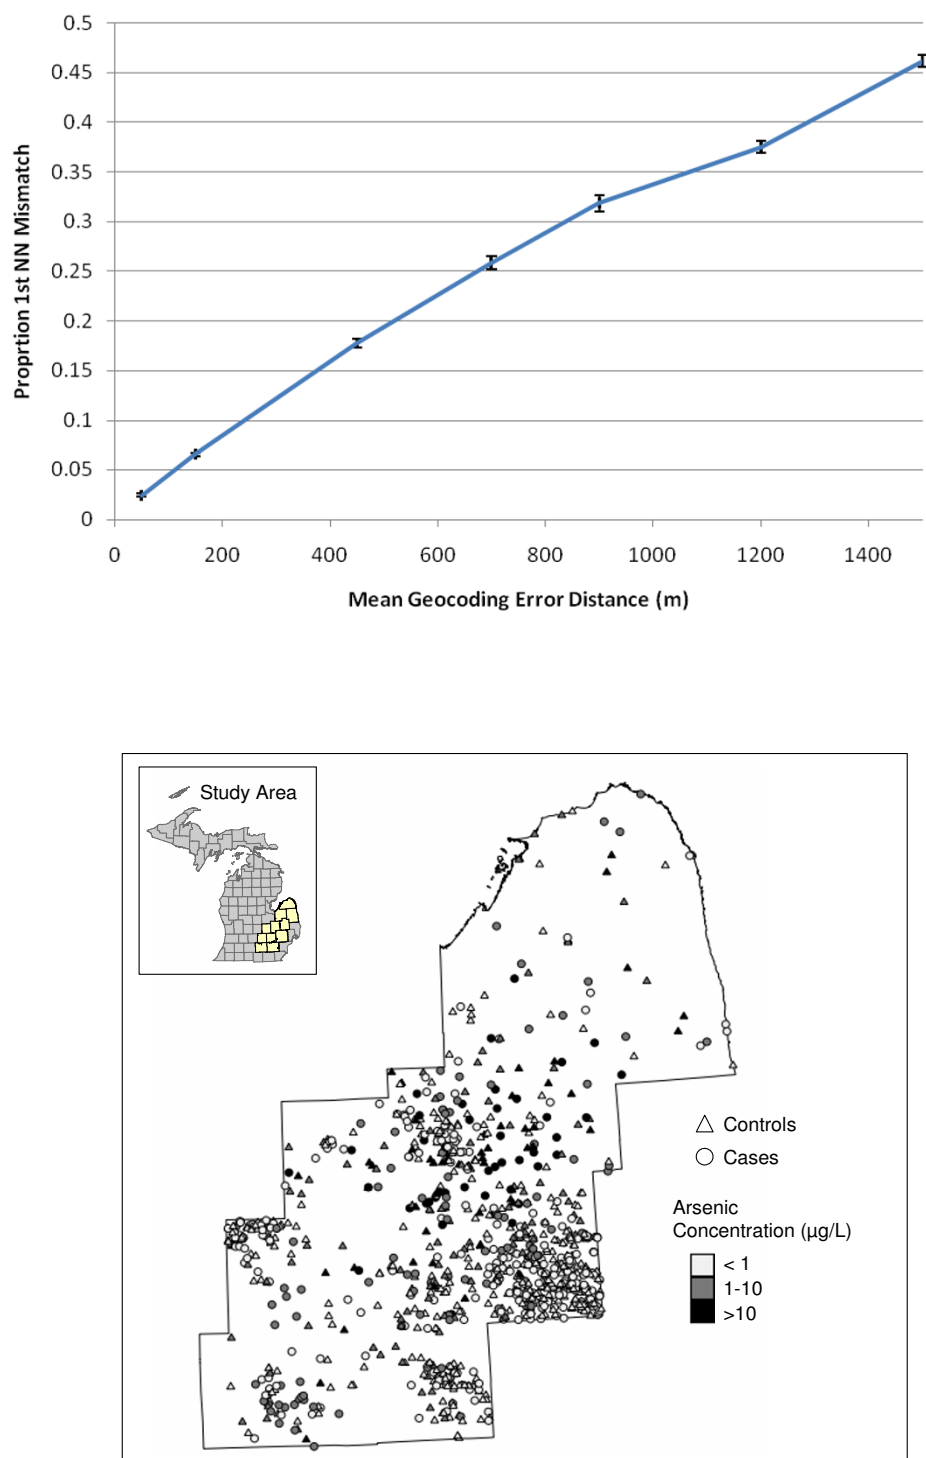 0.5
0.45
0.4
0.35
0.3
0.25
0.2
0.15
0.1
0.05
0
Proprtion 1st NN Mismatch
0 200 400 600 800 1000 1200 1400
Mean Geocoding Error Distance (m)
Study Area
Controls
Cases
Arsenic
Concentration (µg/L)
< 1
1-10
>10